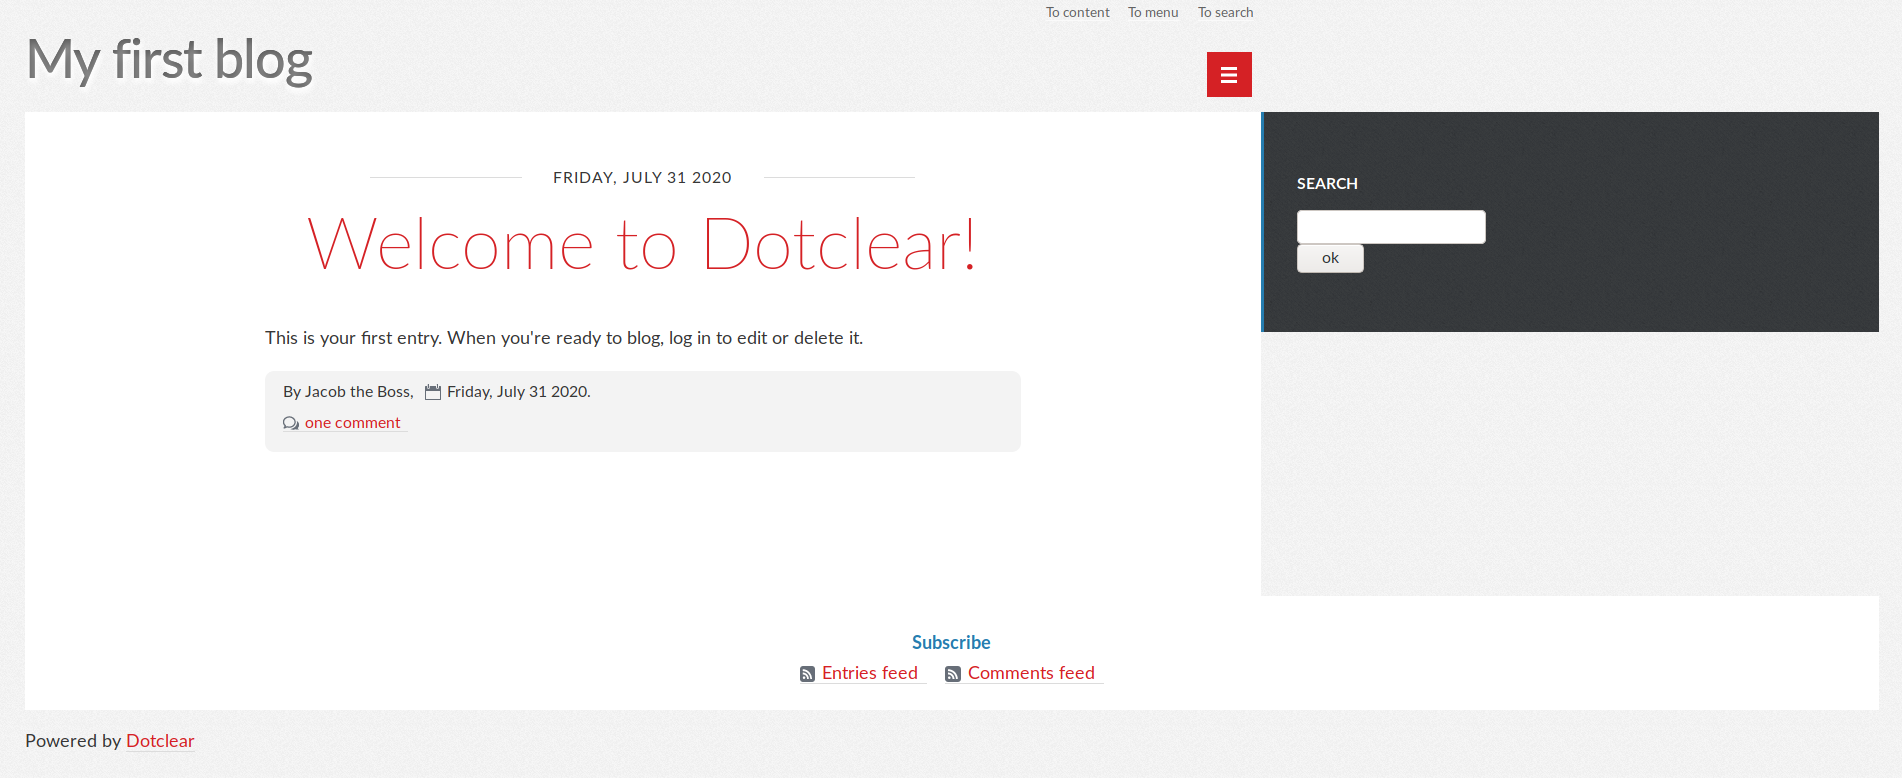 To content To menu To search
My first blog
FRIDAY, JULY 31 2020
Welcome to Dotclear!
This is your first entry. When you're ready to blog, log in to edit or delete it.
By Jacob the Boss, Friday, July 31 2020.
one comment
SEARCH
ok
Subscribe
Entries feed Comments feed
Powered by Dotclear